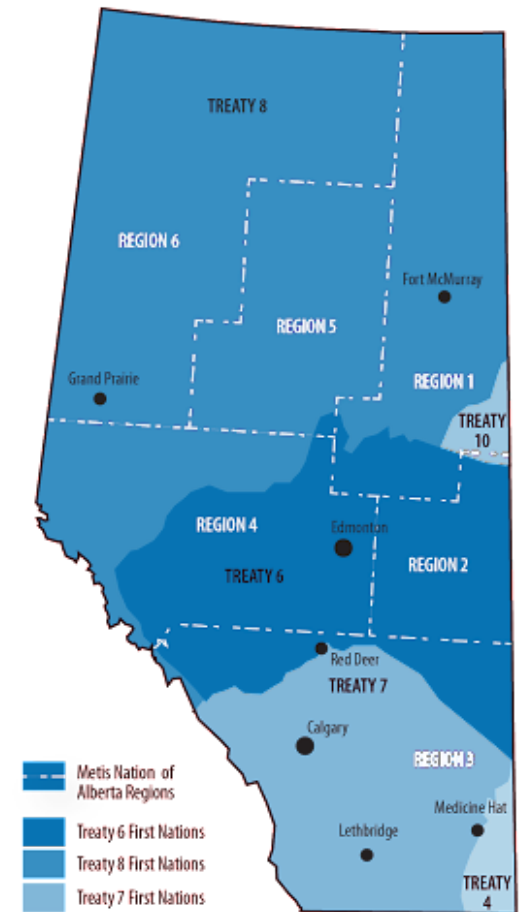 TREATY 8
REGION 6
Fort McMurray
REGION 5
Grand Prairie
REGION 1
TREATY
10
REGION 4
Edmonton
REGION 2
TREATY 6
Red Deer
TREATY 7
Calgary
REGION 3
Metis Nation of
Alberta Regions
Medicine Hat
Treaty 6 First Nations
Lethbridge
Treaty 8 First Nations
TREATY
4
Treaty 7 First Nations